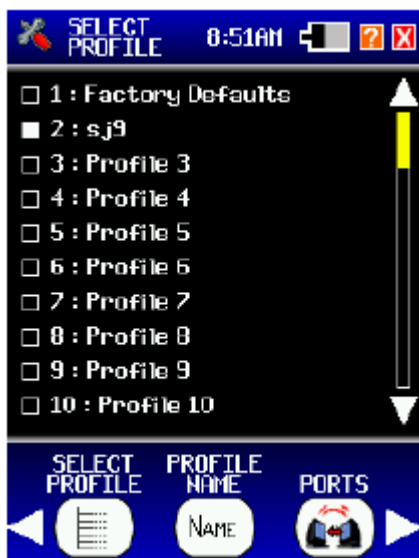 SELECT
PROFILE
8:51AM
?
X
1 : Factory Defaults
2 : sj9
3 : Profile 3
4 : Profile 4
5 : Profile 5
6 : Profile 6
7 : Profile 7
8 : Profile 8
9 : Profile 9
10 : Profile 10
SELECT
PROFILE
PROFILE
NAME
PORTS
NAME